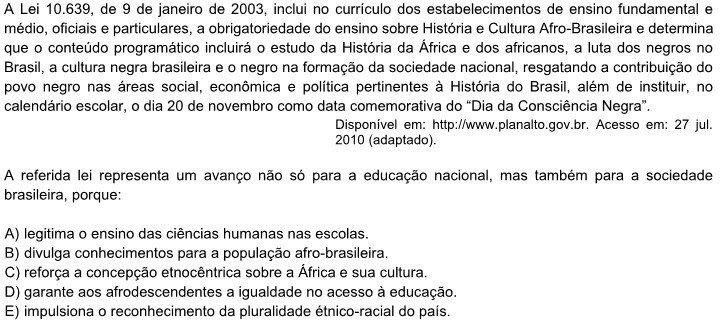 A Lei 10.639, de 9 de janeiro de 2003, inclui no currículo dos estabelecimentos de ensino fundamental e
médio, oficiais e particulares, a obrigatoriedade do ensino sobre História e Cultura Afro-Brasileira e determina
que o conteúdo programático incluirá o estudo da História da África e dos africanos, a luta dos negros no
Brasil, a cultura negra brasileira e o negro na formação da sociedade nacional, resgatando a contribuição do
povo negro nas áreas social, econômica e política pertinentes à História do Brasil, além de instituir, no
calendário escolar, o dia 20 de novembro como data comemorativa do “Dia da Consciência Negra”.
Disponível em: http://www.planalto.gov.br. Acesso em: 27 jul.
2010 (adaptado).
A referida lei representa um avanço não só para a educação nacional, mas também para a sociedade
brasileira, porque:
A) legitima o ensino das ciências humanas nas escolas.
B) divulga conhecimentos para a população afro-brasileira.
C) reforça a concepção etnocêntrica sobre a África e sua cultura.
D) garante aos afrodescendentes a igualdade no acesso à educação.
E) impulsiona o reconhecimento da pluralidade étnico-racial do país.